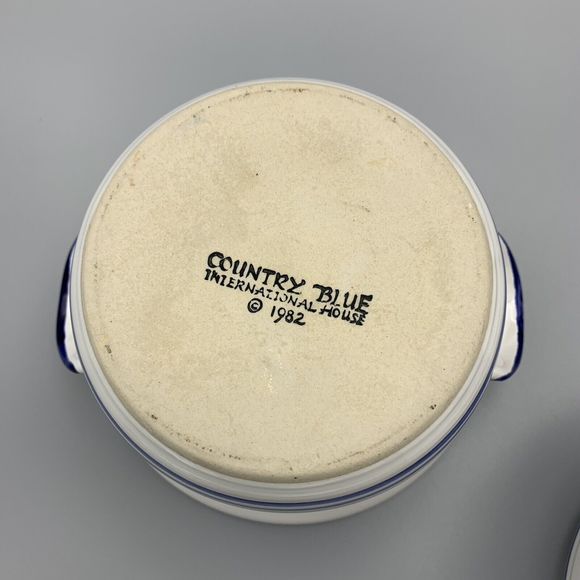 COUNTRY BLUE
INTERNATIONAL HOUSE
© 1982